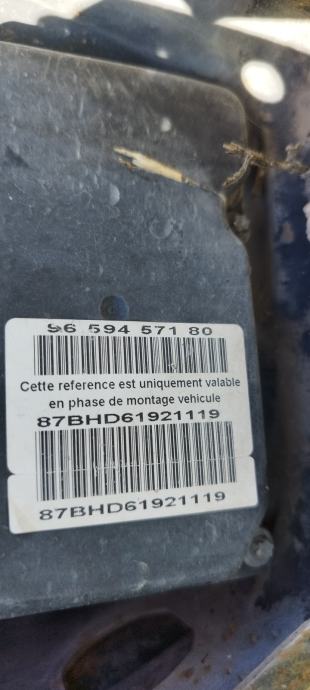 96 594 571 80
Cette reference est uniquement valable
en phase de montage vehicule
87BHD61921119
87BHD61921119